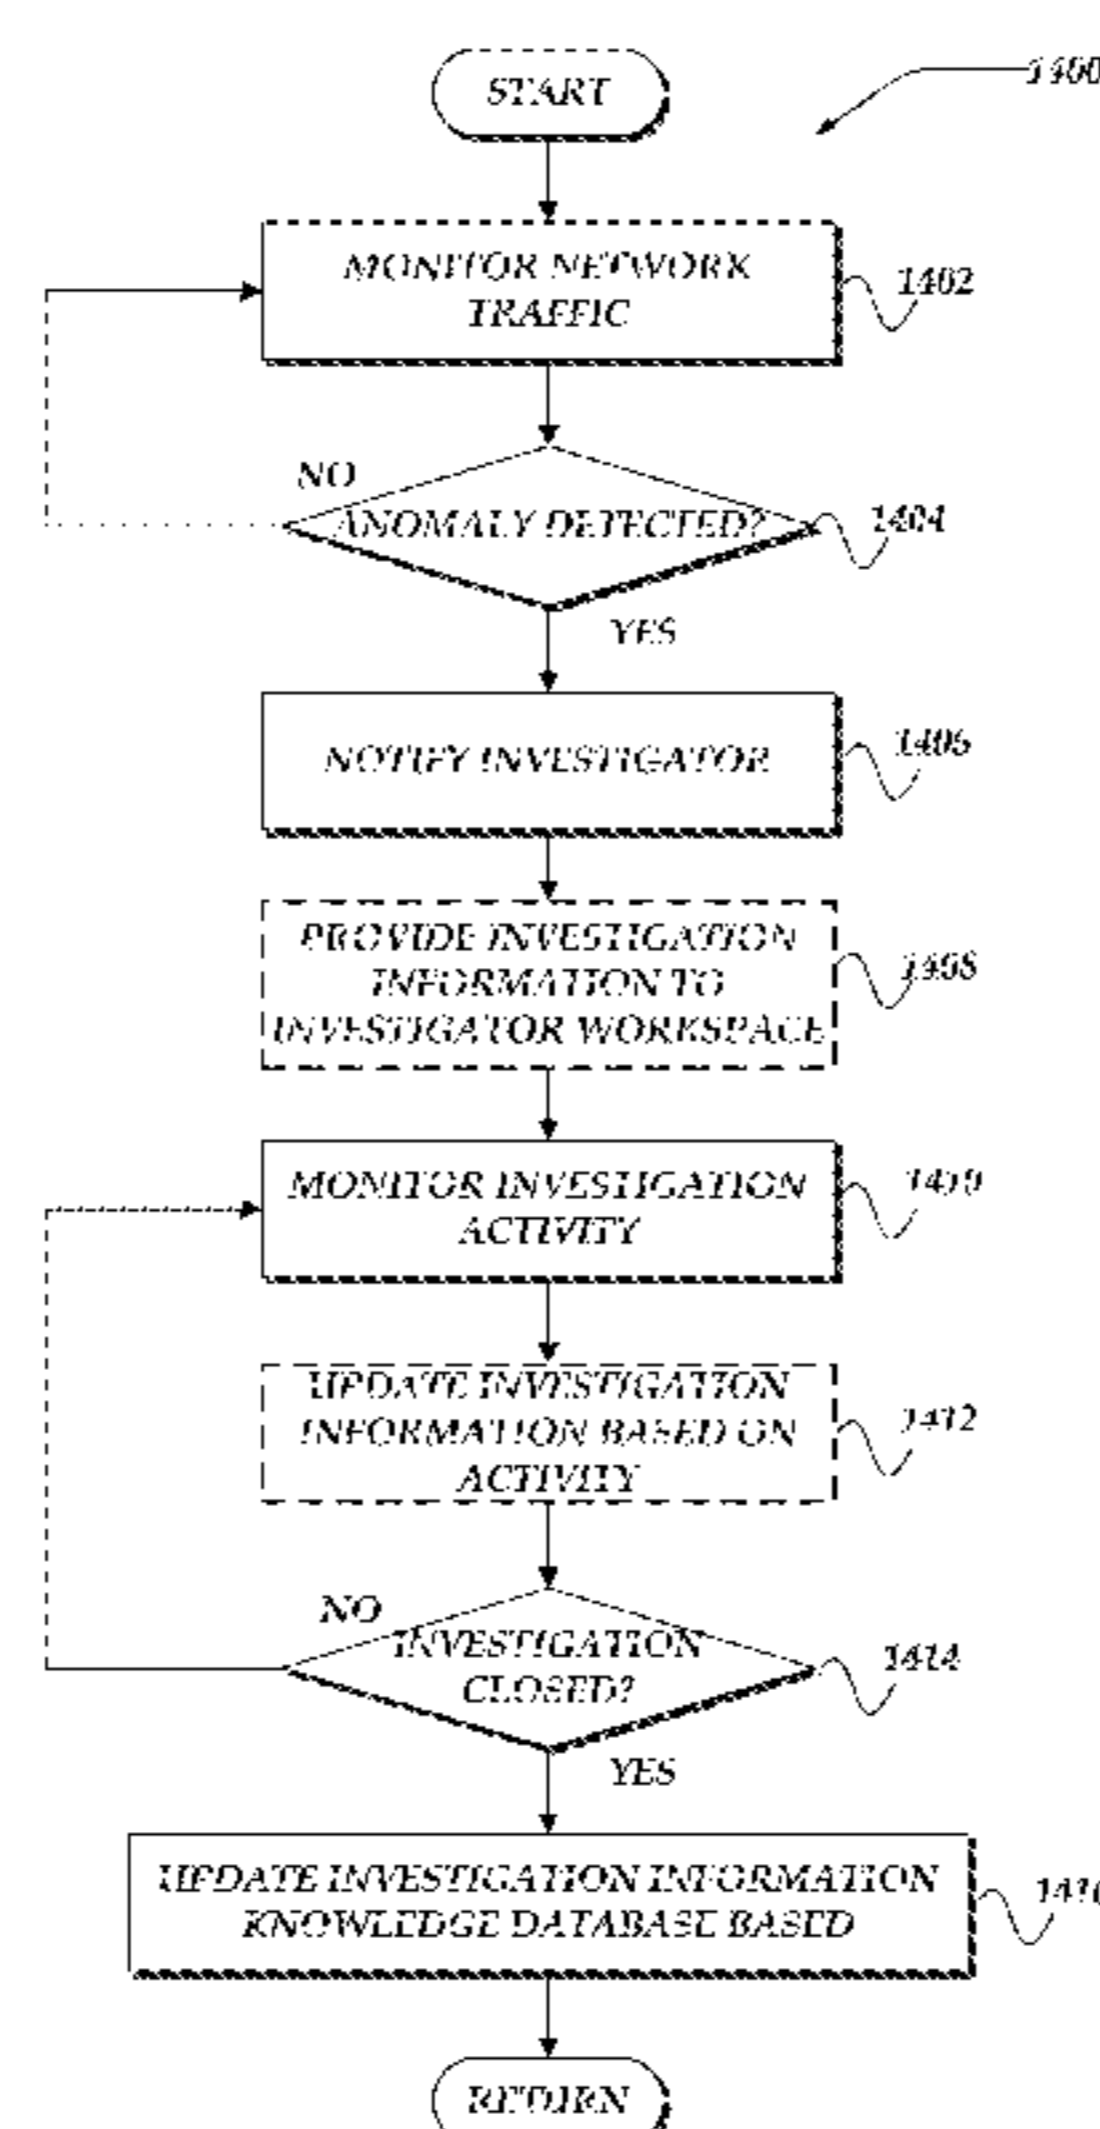 START
1400
MONITOR NETWORK
TRAFFIC
1402
NO
ANOMALY DETECTED?
1404
YES
NOTIFY INVESTIGATOR
1406
PROVIDE INVESTIGATION
INFORMATION TO
INVESTIGATOR WORKSPACE
1408
MONITOR INVESTIGATION
ACTIVITY
1410
UPDATE INVESTIGATION
INFORMATION BASED ON
ACTIVITY
1412
NO
INVESTIGATION
CLOSED?
1414
YES
UPDATE INVESTIGATION INFORMATION
KNOWLEDGE DATABASE BASED
RETURN